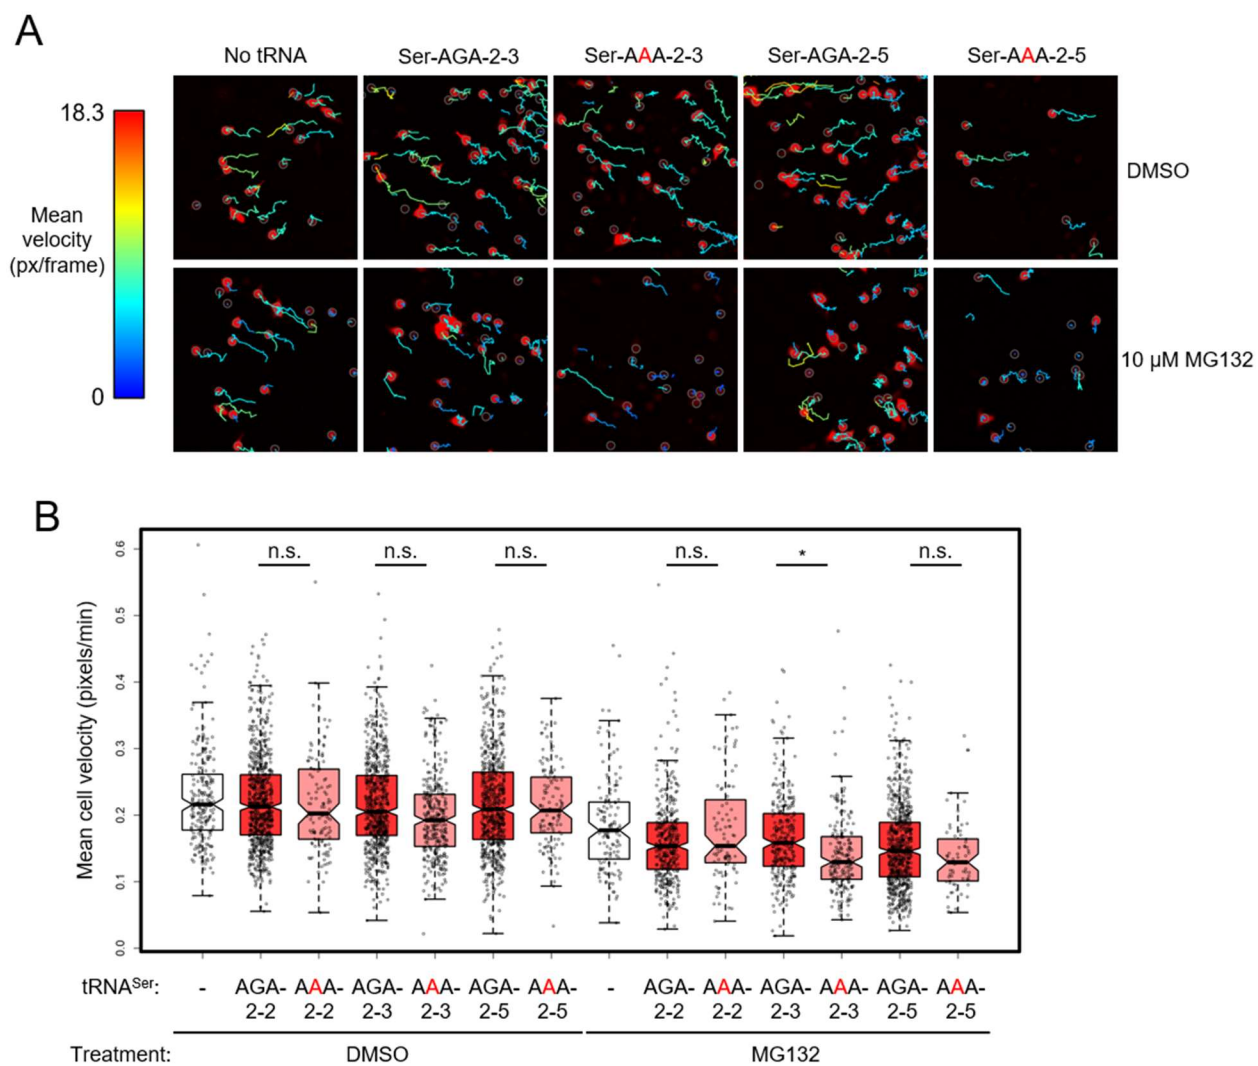 A
No tRNA Ser-AGA-2-3 Ser-AAA-2-3 Ser-AGA-2-5 Ser-AAA-2-5
18.3
Mean
velocity
(px/frame)
0
DMSO
10 µM MG132
B
n.s. n.s. n.s. n.s. * n.s.
Mean cell velocity (pixels/min)
0.6
0.5
0.4
0.3
0.2
0.1
0.0
tRNASer: - AGA- AAA- AGA- AAA- AGA- AAA- - AGA- AAA- AGA- AAA- AGA- AAA-
2-2 2-2 2-3 2-3 2-5 2-5 2-2 2-2 2-3 2-3 2-5 2-5
Treatment: DMSO MG132